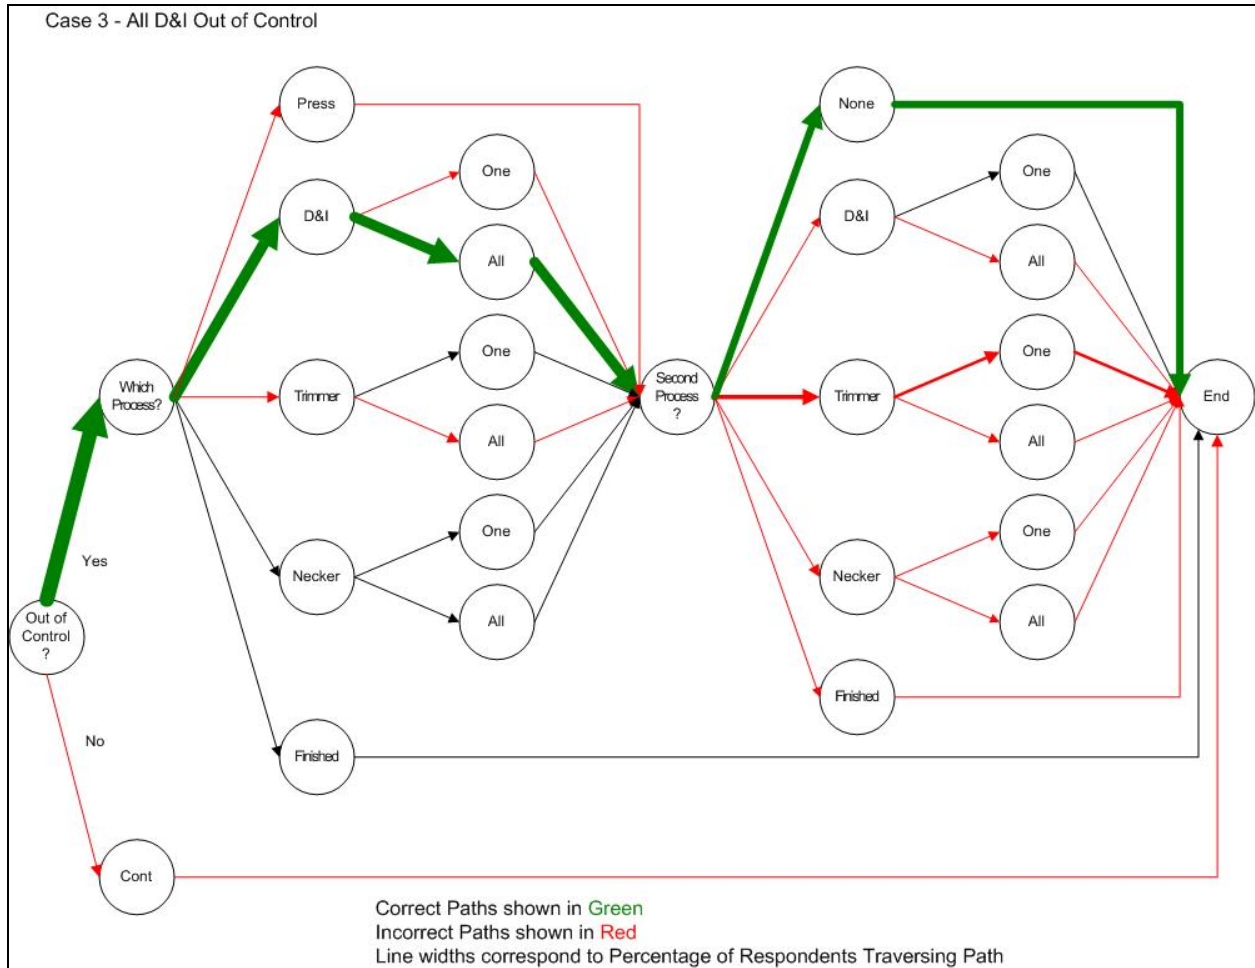 Case 3 - All D&I Out of Control
Press
None
One
One
D&I
D&I
All
All
One
One
Which
Process?
Trimmer
Second
Process
?
Trimmer
End
All
All
One
One
Yes
Necker
Necker
All
All
Out of
Control
?
Finished
No
Finished
Cont
Correct Paths shown in Green
Incorrect Paths shown in Red
Line widths correspond to Percentage of Respondents Traversing Path